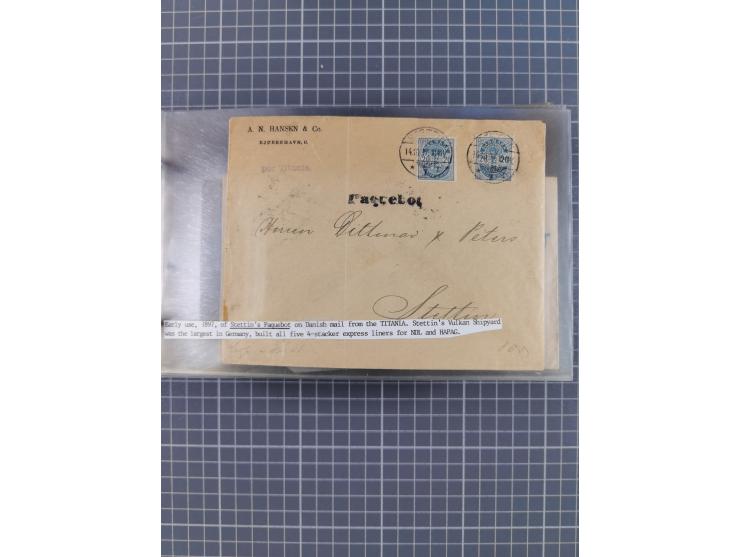 A. N. HANSEN & Co.
KJØBENHAVN, C.
per Titania.
Paquebot
Herren Dittmar & Peters
Stettin
Early use, 1897, of Stettin's Paquebot on Danish mail from the TITANIA. Stettin's Vulkan Shipyard
was the largest in Germany, built all five 4-stacker express liners for NDL and HAPAG.